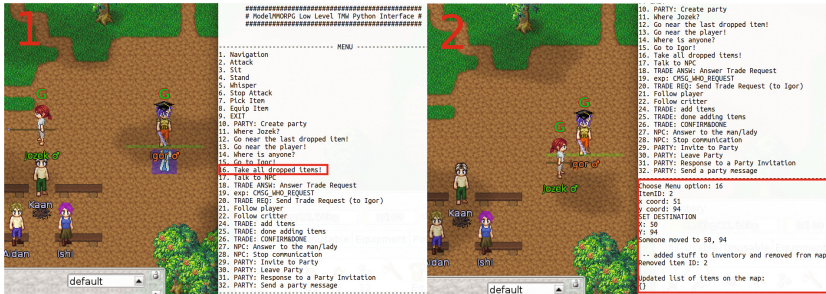 1
G
G
Jozek♂
Igor♂
Kaan
Aidan
Ishi
default
###########################################
# ModelMMORPG Low Level TMW Python Interface #
###########################################
---------------------------- MENU ----------------------------
1. Navigation
2. Attack
3. Sit
4. Stand
5. Whisper
6. Stop Attack
7. Pick Item
8. Equip Item
9. EXIT
10. PARTY: Create party
11. Where Jozek?
12. Go near the last dropped item!
13. Go near the player!
14. Where is anyone?
15. Go to Igor!
16. Take all dropped items!
17. Talk to NPC
18. TRADE ANSW: Answer Trade Request
19. exp: CMSG_WHO_REQUEST
20. TRADE REQ: Send Trade Request (to Igor)
21. Follow player
22. Follow critter
24. TRADE: add items
25. TRADE: done adding items
26. TRADE: CONFIRM&DONE
27. NPC: Answer to the man/lady
28. NPC: Stop communication
29. PARTY: Invite to Party
30. PARTY: Leave Party
31. PARTY: Response to a Party Invitation
32. PARTY: Send a party message
2
G
G
Igor♂
Jozek♂
Kaan
Aidan
Ishi
default
10. PARTY: Create party
11. Where Jozek?
12. Go near the last dropped item!
13. Go near the player!
14. Where is anyone?
15. Go to Igor!
16. Take all dropped items!
17. Talk to NPC
18. TRADE ANSW: Answer Trade Request
19. exp: CMSG_WHO_REQUEST
20. TRADE REQ: Send Trade Request (to Igor)
21. Follow player
22. Follow critter
24. TRADE: add items
25. TRADE: done adding items
26. TRADE: CONFIRM&DONE
27. NPC: Answer to the man/lady
28. NPC: Stop communication
29. PARTY: Invite to Party
30. PARTY: Leave Party
31. PARTY: Response to a Party Invitation
32. PARTY: Send a party message
Choose Menu option: 16
ItemID: 2
x coord: 51
y coord: 94
SET DESTINATION
X: 50
Y: 94
Someone moved to 50, 94
-- added stuff to inventory and removed from map
Removed item ID: 2
Updated list of items on the map:
{}